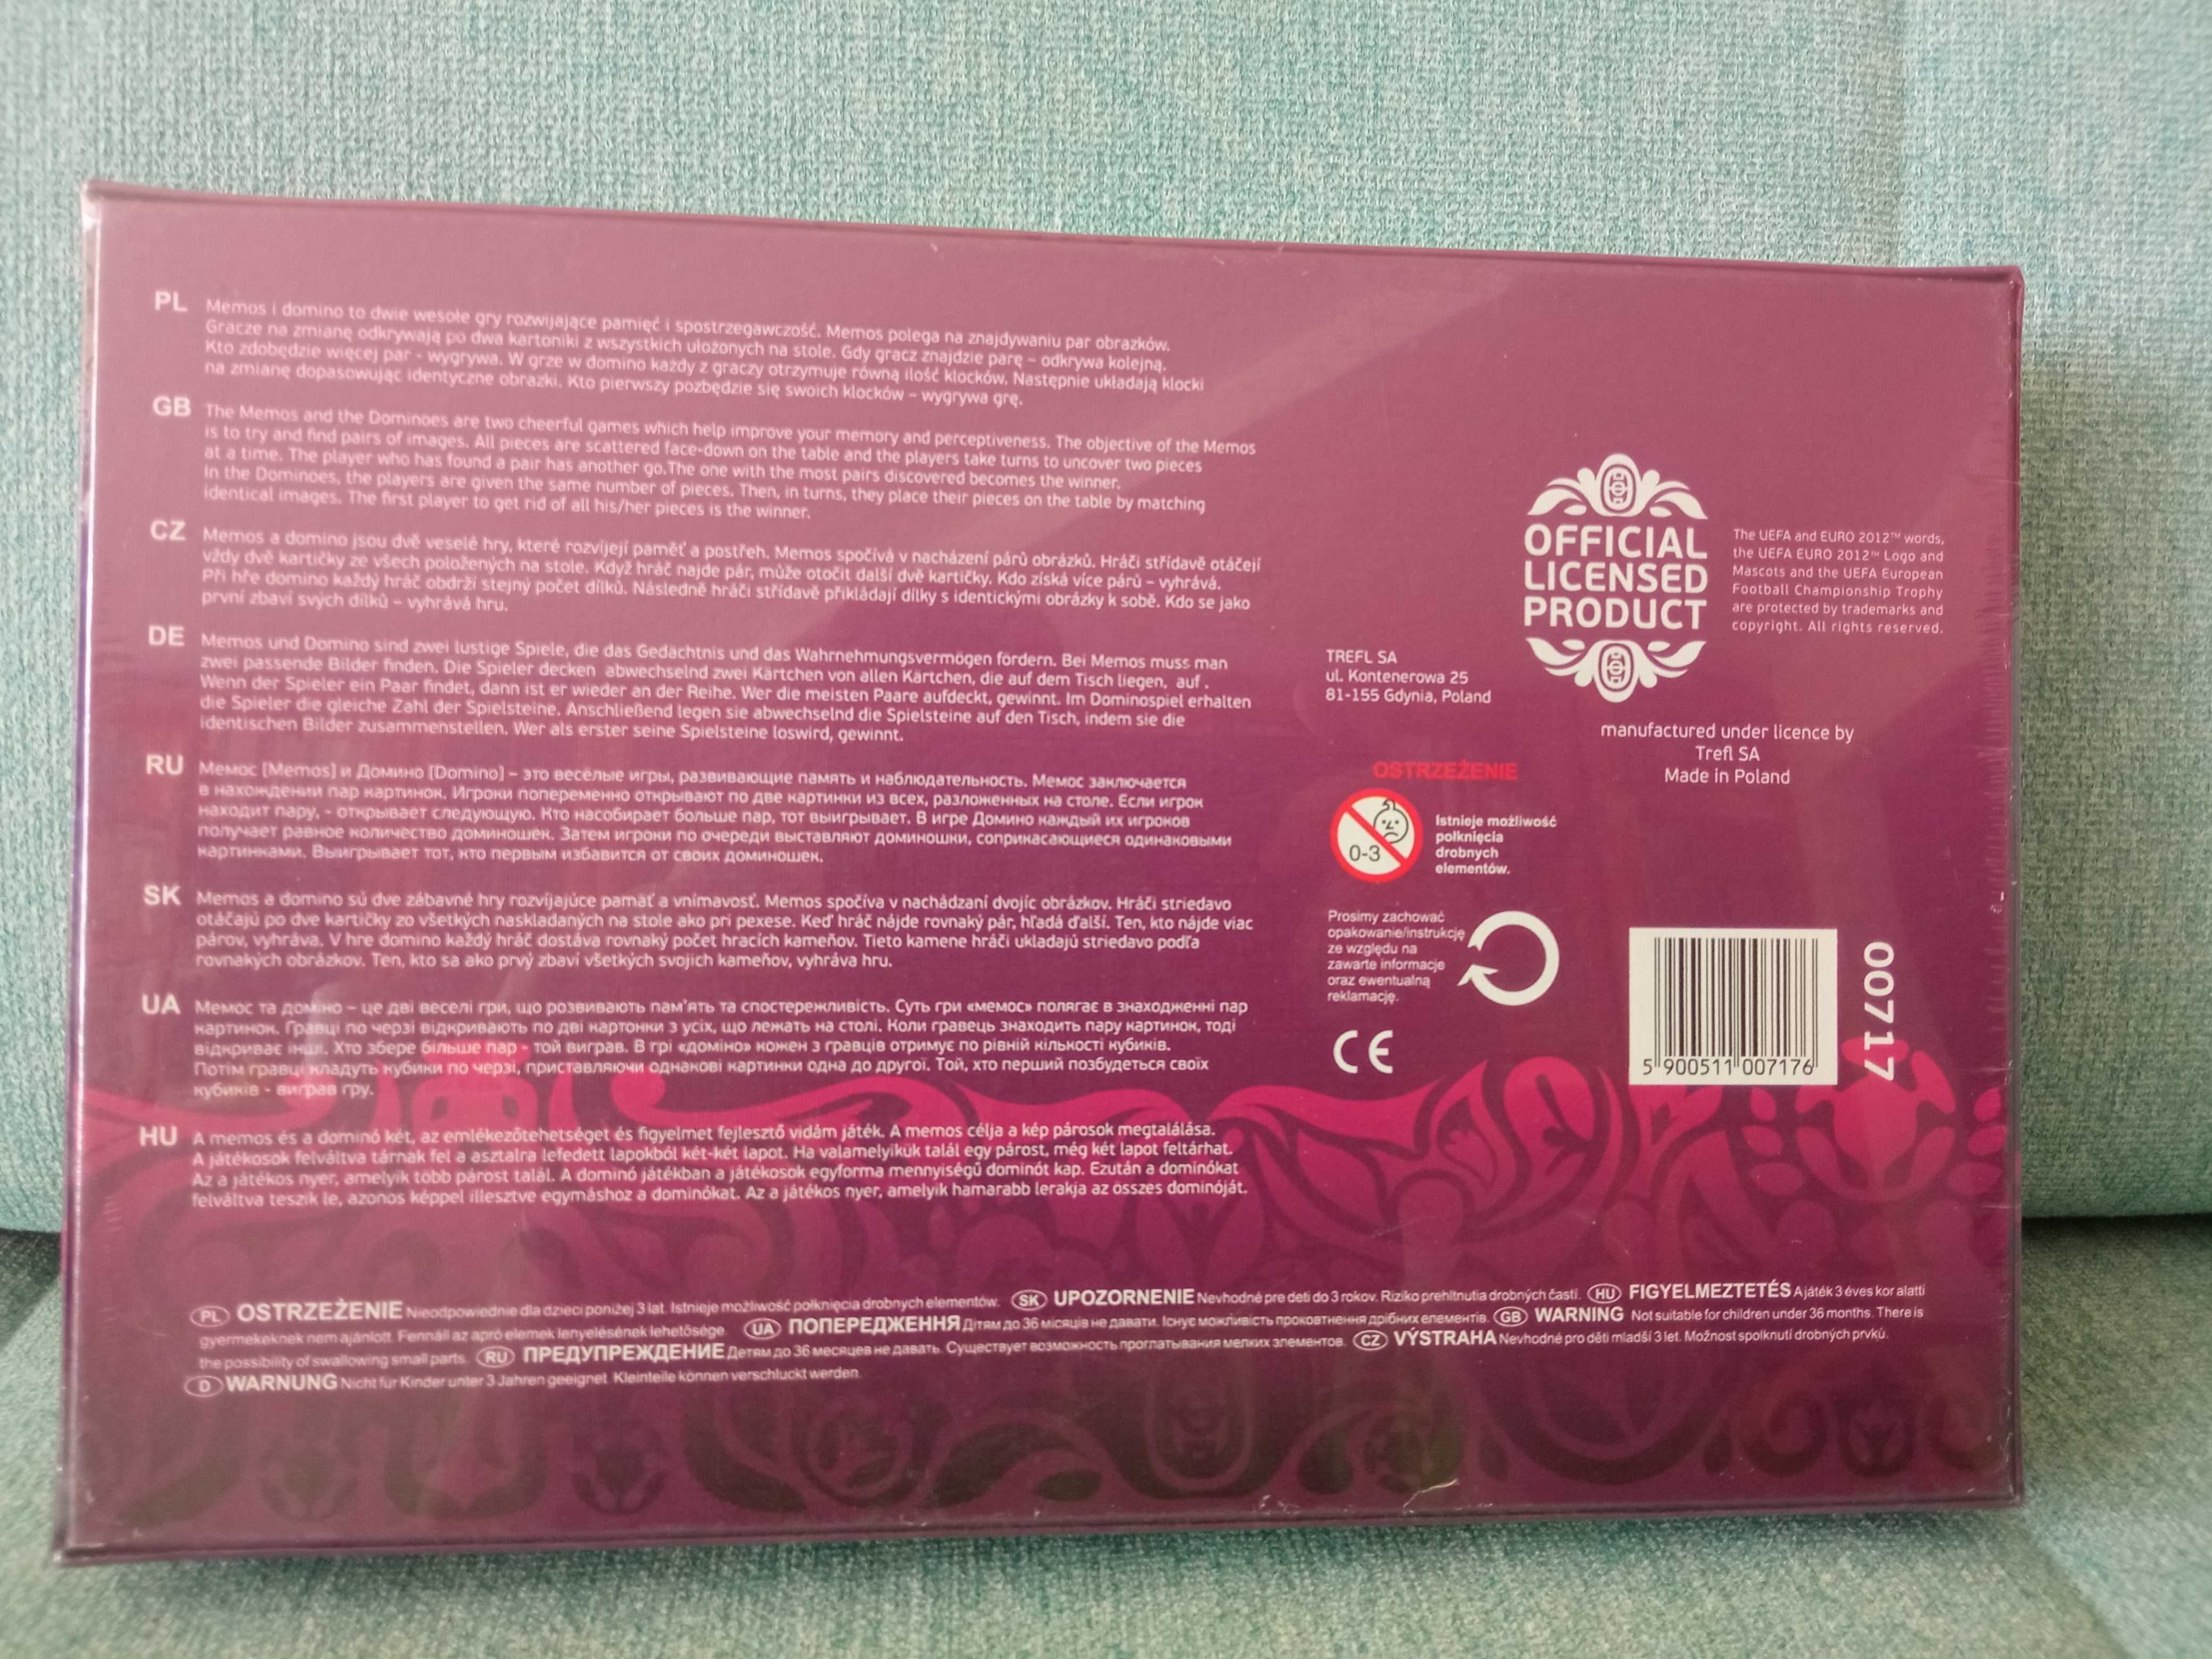 PL Memos i domino to dwie wesołe gry rozwijające pamięć i spostrzegawczość. Memos polega na znajdywaniu par obrazków.
Gracze na zmianę odkrywają po dwa kartoniki z wszystkich ułożonych na stole. Gdy gracz znajdzie parę – odkrywa kolejną.
Kto zdobędzie więcej par - wygrywa. W grze w domino każdy z graczy otrzymuje równą ilość klocków. Następnie układają klocki
na zmianę dopasowując identyczne obrazki. Kto pierwszy pozbędzie się swoich klocków – wygrywa grę.
GB The Memos and the Dominoes are two cheerful games which help improve your memory and perceptiveness. The objective of the Memos
is to try and find pairs of images. All pieces are scattered face-down on the table and the players take turns to uncover two pieces
at a time. The player who has found a pair has another go.The one with the most pairs discovered becomes the winner.
In the Dominoes, the players are given the same number of pieces. Then, in turns, they place their pieces on the table by matching
identical images. The first player to get rid of all his/her pieces is the winner.
CZ Memos a domino jsou dvě veselé hry, které rozvíjejí paměť a postřeh. Memos spočívá v nacházení párů obrázků. Hráči střídavě otáčejí
vždy dvě kartičky ze všech položených na stole. Když hráč najde pár, může otočit další dvě kartičky. Kdo získá více párů – vyhrává.
Při hře domino každý hráč obdrží stejný počet dílků. Následně hráči střídavě přikládají dílky s identickými obrázky k sobě. Kdo se jako
první zbaví svých dílků – vyhrává hru.
DE Memos und Domino sind zwei lustige Spiele, die das Gedächtnis und das Wahrnehmungsvermögen fördern. Bei Memos muss man
zwei passende Bilder finden. Die Spieler decken abwechselnd zwei Kärtchen von allen Kärtchen, die auf dem Tisch liegen, auf .
Wenn der Spieler ein Paar findet, dann ist er wieder an der Reihe. Wer die meisten Paare aufdeckt, gewinnt. Im Dominospiel erhalten
die Spieler die gleiche Zahl der Spielsteine. Anschließend legen sie abwechselnd die Spielsteine auf den Tisch, indem sie die
identischen Bilder zusammenstellen. Wer als erster seine Spielsteine loswird, gewinnt.
RU Мемос [Memos] и Домино [Domino] – это весёлые игры, развивающие память и наблюдательность. Мемос заключается
в нахождении пар картинок. Игроки попеременно открывают по две картинки из всех, разложенных на столе. Если игрок
находит пару, - открывает следующую. Кто насобирает больше пар, тот выигрывает. В игре Домино каждый их игроков
получает равное количество доминошек. Затем игроки по очереди выставляют доминошки, соприкасающиеся одинаковыми
картинками. Выигрывает тот, кто первым избавится от своих доминошек.
SK Memos a domino sú dve zábavné hry rozvíjajúce pamäť a vnímavosť. Memos spočíva v nachádzaní dvojíc obrázkov. Hráči striedavo
otáčajú po dve kartičky zo všetkých naskladaných na stole ako pri pexese. Keď hráč nájde rovnaký pár, hľadá ďalší. Ten, kto nájde viac
párov, vyhráva. V hre domino každý hráč dostáva rovnaký počet hracích kameňov. Tieto kamene hráči ukladajú striedavo podľa
rovnakých obrázkov. Ten, kto sa ako prvý zbaví všetkých svojich kameňov, vyhráva hru.
UA Мемос та доміно – це дві веселі гри, що розвивають пам'ять та спостережливість. Суть гри «мемос» полягає в знаходженні пар
картинок. Гравці по черзі відкривають по дві картонки з усіх, що лежать на столі. Коли гравець знаходить пару картинок, тоді
відкриває інші. Хто збере більше пар - той виграв. В грі «доміно» кожен з гравців отримує по рівній кількості кубиків.
Потім гравці кладуть кубики по черзі, приставляючи однакові картинки одна до другої. Той, хто перший позбудеться своїх
кубиків - виграв гру.
HU A memos és a dominó két, az emlékezőtehetséget és figyelmet fejlesztő vidám játék. A memos célja a kép párosok megtalálása.
A játékosok felváltva tárnak fel a asztalra lefedett lapokból két-két lapot. Ha valamelyikük talál egy párost, még két lapot feltárhat.
Az a játékos nyer, amelyik több párost talál. A dominó játékban a játékosok egyforma mennyiségű dominót kap. Ezután a dominókat
felváltva teszik le, azonos képpel illesztve egymáshoz a dominókat. Az a játékos nyer, amelyik hamarabb lerakja az összes dominóját.
OFFICIAL
LICENSED
PRODUCT
The UEFA and EURO 2012™ words,
the UEFA EURO 2012™ Logo and
Mascots and the UEFA European
Football Championship Trophy
are protected by trademarks and
copyright. All rights reserved.
TREFL SA
ul. Kontenerowa 25
81-155 Gdynia, Poland
manufactured under licence by
Trefl SA
Made in Poland
OSTRZEŻENIE
0-3
Istnieje możliwość
połknięcia
drobnych
elementów.
Prosimy zachować
opakowanie/instrukcję
ze względu na
zawarte informacje
oraz ewentualną
reklamację.
CE
5 900511 007176
00717
PL OSTRZEŻENIE Nieodpowiednie dla dzieci poniżej 3 lat. Istnieje możliwość połknięcia drobnych elementów. SK UPOZORNENIE Nevhodné pre deti do 3 rokov. Riziko prehltnutia drobných častí. HU FIGYELMEZTETÉS A játék 3 éves kor alatti
gyermekeknek nem ajánlott. Fennáll az apró elemek lenyelésének lehetősége. UA ПОПЕРЕДЖЕННЯ Дітям до 36 місяців не давати. Існує можливість проковтнення дрібних елементів. GB WARNING Not suitable for children under 36 months. There is
the possibility of swallowing small parts. RU ПРЕДУПРЕЖДЕНИЕ Детям до 36 месяцев не давать. Существует возможность проглатывания мелких элементов. CZ VÝSTRAHA Nevhodné pro děti mladší 3 let. Možnost spolknutí drobných prvků.
D WARNUNG Nicht für Kinder unter 3 Jahren geeignet. Kleinteile können verschluckt werden.